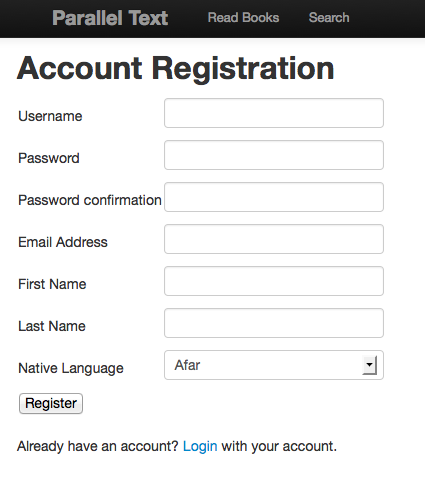 Parallel Text Read Books Search
Account Registration
Username
Password
Password confirmation
Email Address
First Name
Last Name
Native Language Afar
Register
Already have an account? Login with your account.